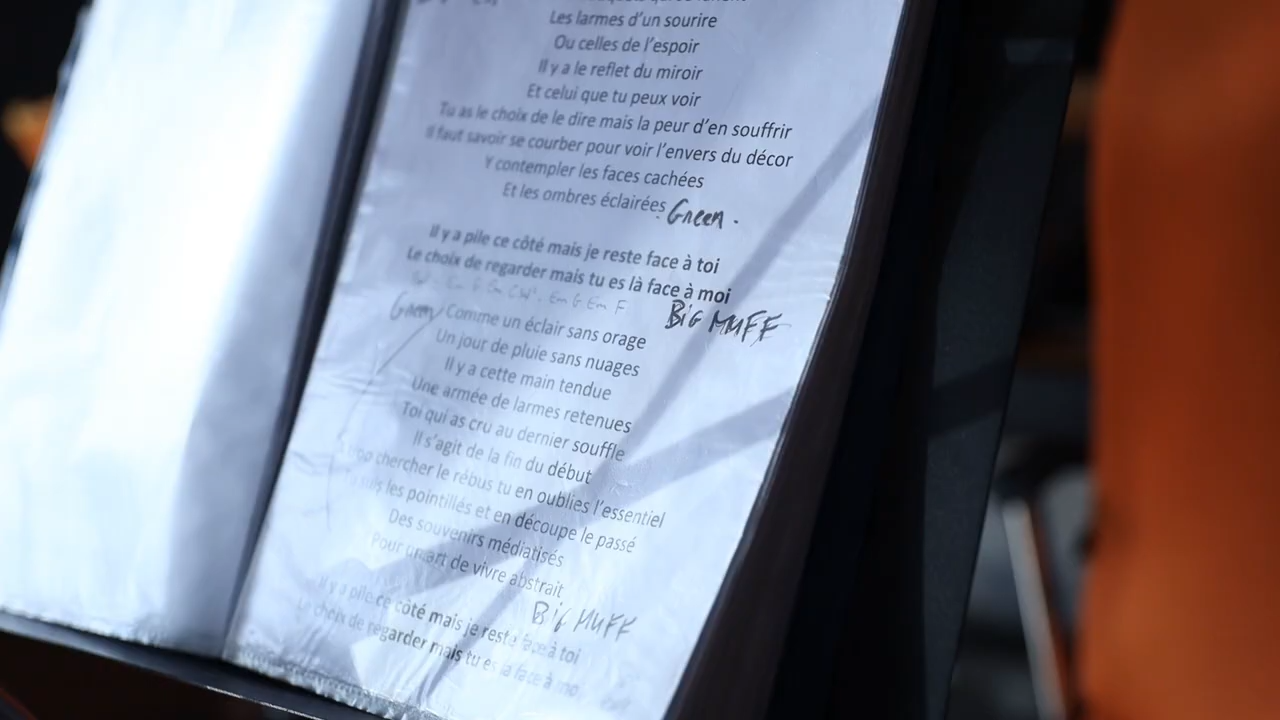 Les larmes d'un sourire
Ou celles de l'espoir
Il y a le reflet du miroir
Et celui que tu peux voir
Tu as le choix de le dire mais la peur d'en souffrir
Il faut savoir se courber pour voir l'envers du décor
Y contempler les faces cachées
Et les ombres éclairées Green.
Il y a pile ce côté mais je reste face à toi
Le choix de regarder mais tu es là face à moi
Em G Em F
BiG MUFF
Green Comme un éclair sans orage
Un jour de pluie sans nuages
Il y a cette main tendue
Une armée de larmes retenues
Toi qui as cru au dernier souffle
Il s'agit de la fin du début
chercher le rébus tu en oublies l'essentiel
les pointillés et en découpe le passé
Des souvenirs médiatisés
Pour un art de vivre abstrait
BiG MUFF
Il y a pile ce côté mais je reste face à toi
Le choix de regarder mais tu es la face à mo